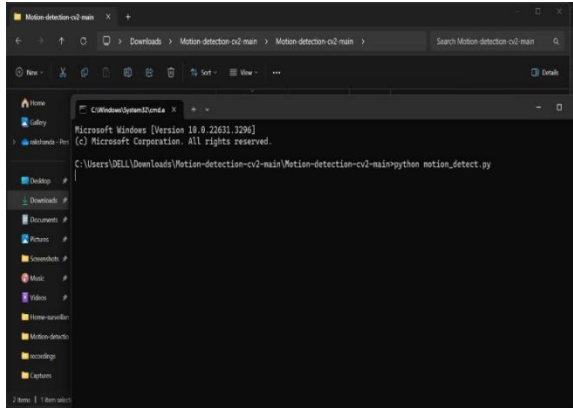 Motion-detection-cv2-main
Downloads > Motion-detection-cv2-main > Motion-detection-cv2-main >
Search Motion-detection-cv2-main
New
Sort
View
Details
Home
Gallery
C:\Windows\System32\cmd.e
Microsoft Windows [Version 10.0.22631.3296]
(c) Microsoft Corporation. All rights reserved.
C:\Users\DELL\Downloads\Motion-detection-cv2-main\Motion-detection-cv2-main>python motion_detect.py
Desktop
Downloads
Documents
Pictures
Screenshots
Music
Videos
Home-surveillan
Motion-detectio
recordings
Captures
2 items | 1 item select